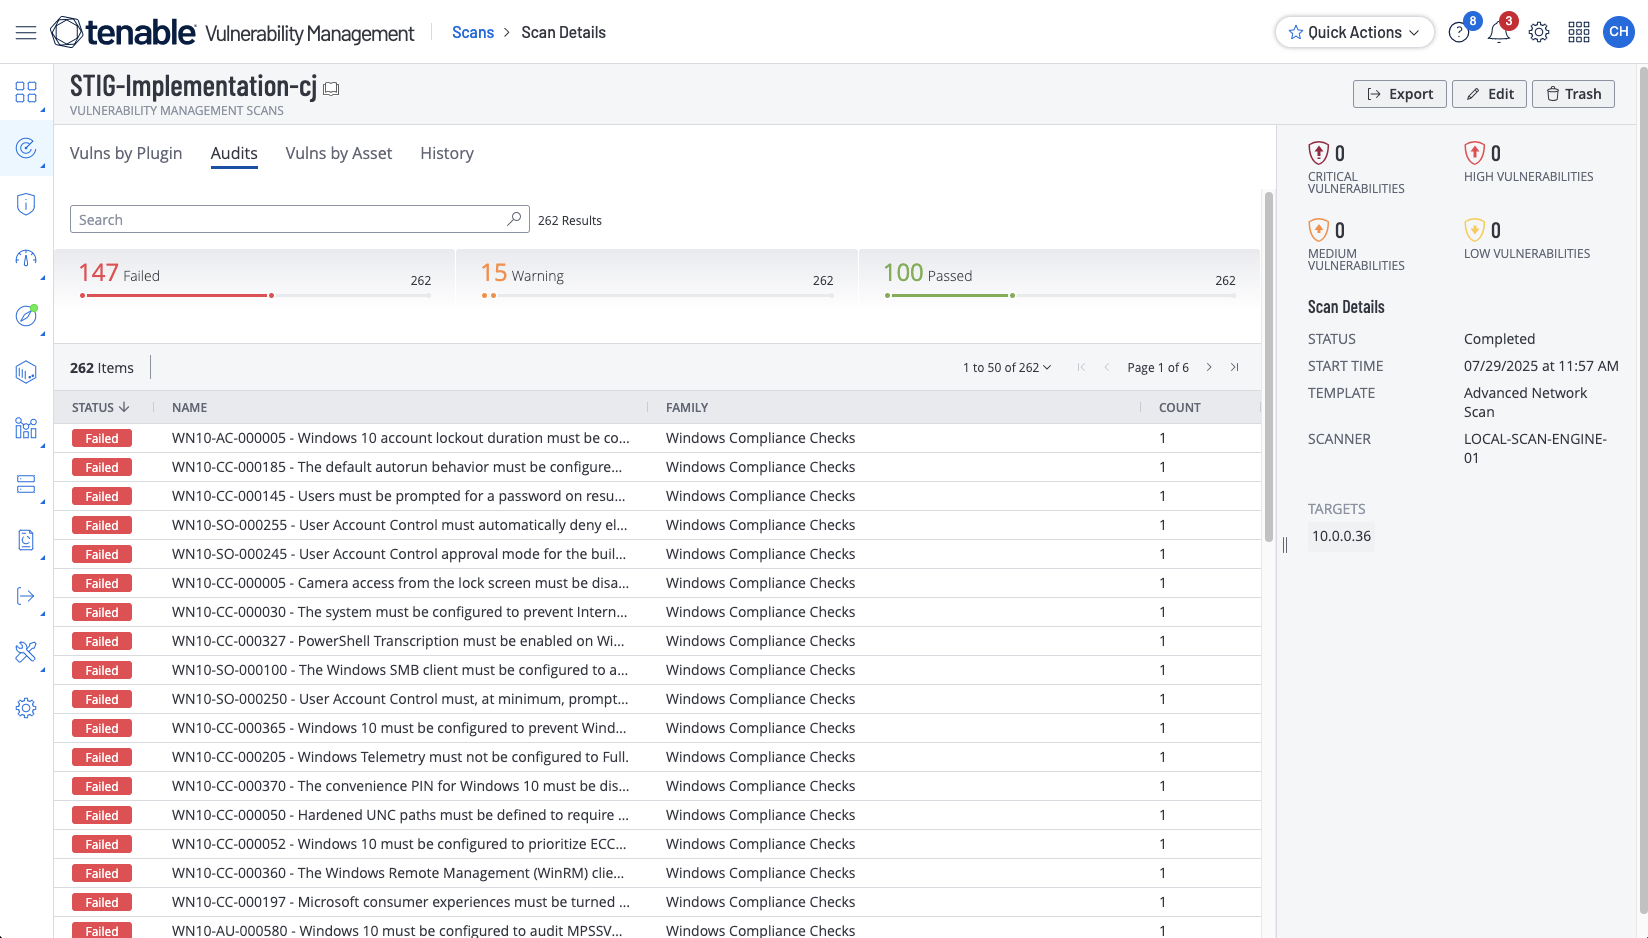 tenable Vulnerability Management
Scans > Scan Details
Quick Actions
8
3
CH
STIG-Implementation-cj
VULNERABILITY MANAGEMENT SCANS
Export
Edit
Trash
Vulns by Plugin
Audits
Vulns by Asset
History
Search
262 Results
147 Failed 262
15 Warning 262
100 Passed 262
262 Items
1 to 50 of 262
Page 1 of 6
STATUS NAME FAMILY COUNT
Failed WN10-AC-000005 - Windows 10 account lockout duration must be co... Windows Compliance Checks 1
Failed WN10-CC-000185 - The default autorun behavior must be configure... Windows Compliance Checks 1
Failed WN10-CC-000145 - Users must be prompted for a password on resu... Windows Compliance Checks 1
Failed WN10-SO-000255 - User Account Control must automatically deny el... Windows Compliance Checks 1
Failed WN10-SO-000245 - User Account Control approval mode for the buil... Windows Compliance Checks 1
Failed WN10-CC-000005 - Camera access from the lock screen must be disa... Windows Compliance Checks 1
Failed WN10-CC-000030 - The system must be configured to prevent Intern... Windows Compliance Checks 1
Failed WN10-CC-000327 - PowerShell Transcription must be enabled on Wi... Windows Compliance Checks 1
Failed WN10-SO-000100 - The Windows SMB client must be configured to a... Windows Compliance Checks 1
Failed WN10-SO-000250 - User Account Control must, at minimum, prompt... Windows Compliance Checks 1
Failed WN10-CC-000365 - Windows 10 must be configured to prevent Wind... Windows Compliance Checks 1
Failed WN10-CC-000205 - Windows Telemetry must not be configured to Full. Windows Compliance Checks 1
Failed WN10-CC-000370 - The convenience PIN for Windows 10 must be dis... Windows Compliance Checks 1
Failed WN10-CC-000050 - Hardened UNC paths must be defined to require ... Windows Compliance Checks 1
Failed WN10-CC-000052 - Windows 10 must be configured to prioritize ECC... Windows Compliance Checks 1
Failed WN10-CC-000360 - The Windows Remote Management (WinRM) clie... Windows Compliance Checks 1
Failed WN10-CC-000197 - Microsoft consumer experiences must be turned ... Windows Compliance Checks 1
Failed WN10-AU-000580 - Windows 10 must be configured to audit MPSSV... Windows Compliance Checks 1
0
CRITICAL
VULNERABILITIES
0
HIGH VULNERABILITIES
0
MEDIUM
VULNERABILITIES
0
LOW VULNERABILITIES
Scan Details
STATUS Completed
START TIME 07/29/2025 at 11:57 AM
TEMPLATE Advanced Network
Scan
SCANNER LOCAL-SCAN-ENGINE-
01
TARGETS
10.0.0.36